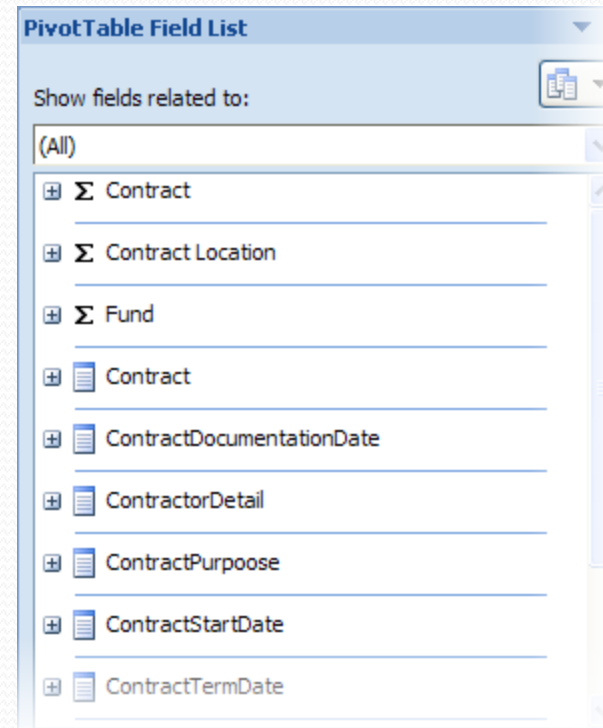 PivotTable Field List
Show fields related to:
(All)
Σ Contract
Σ Contract Location
Σ Fund
Contract
ContractDocumentationDate
ContractorDetail
ContractPurpoose
ContractStartDate
ContractTermDate